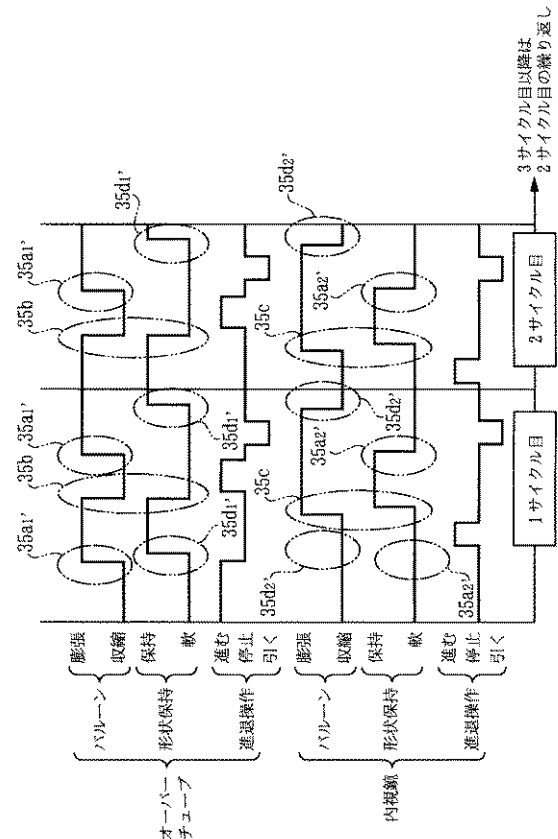 オーバー
チューブ
バルーン
膨張
収縮
形状保持
保持
軟
進退操作
進む
停止
引く
内視鏡
バルーン
膨張
収縮
形状保持
保持
軟
進退操作
進む
停止
引く
35a1'
35b
35a1'
35b
35a1'
35d1'
35d1'
35d1'
35d2'
35c
35d2'
35c
35d2'
35a2'
35a2'
35a2'
1サイクル目
2サイクル目
3サイクル目以降は
2サイクル目の繰り返し